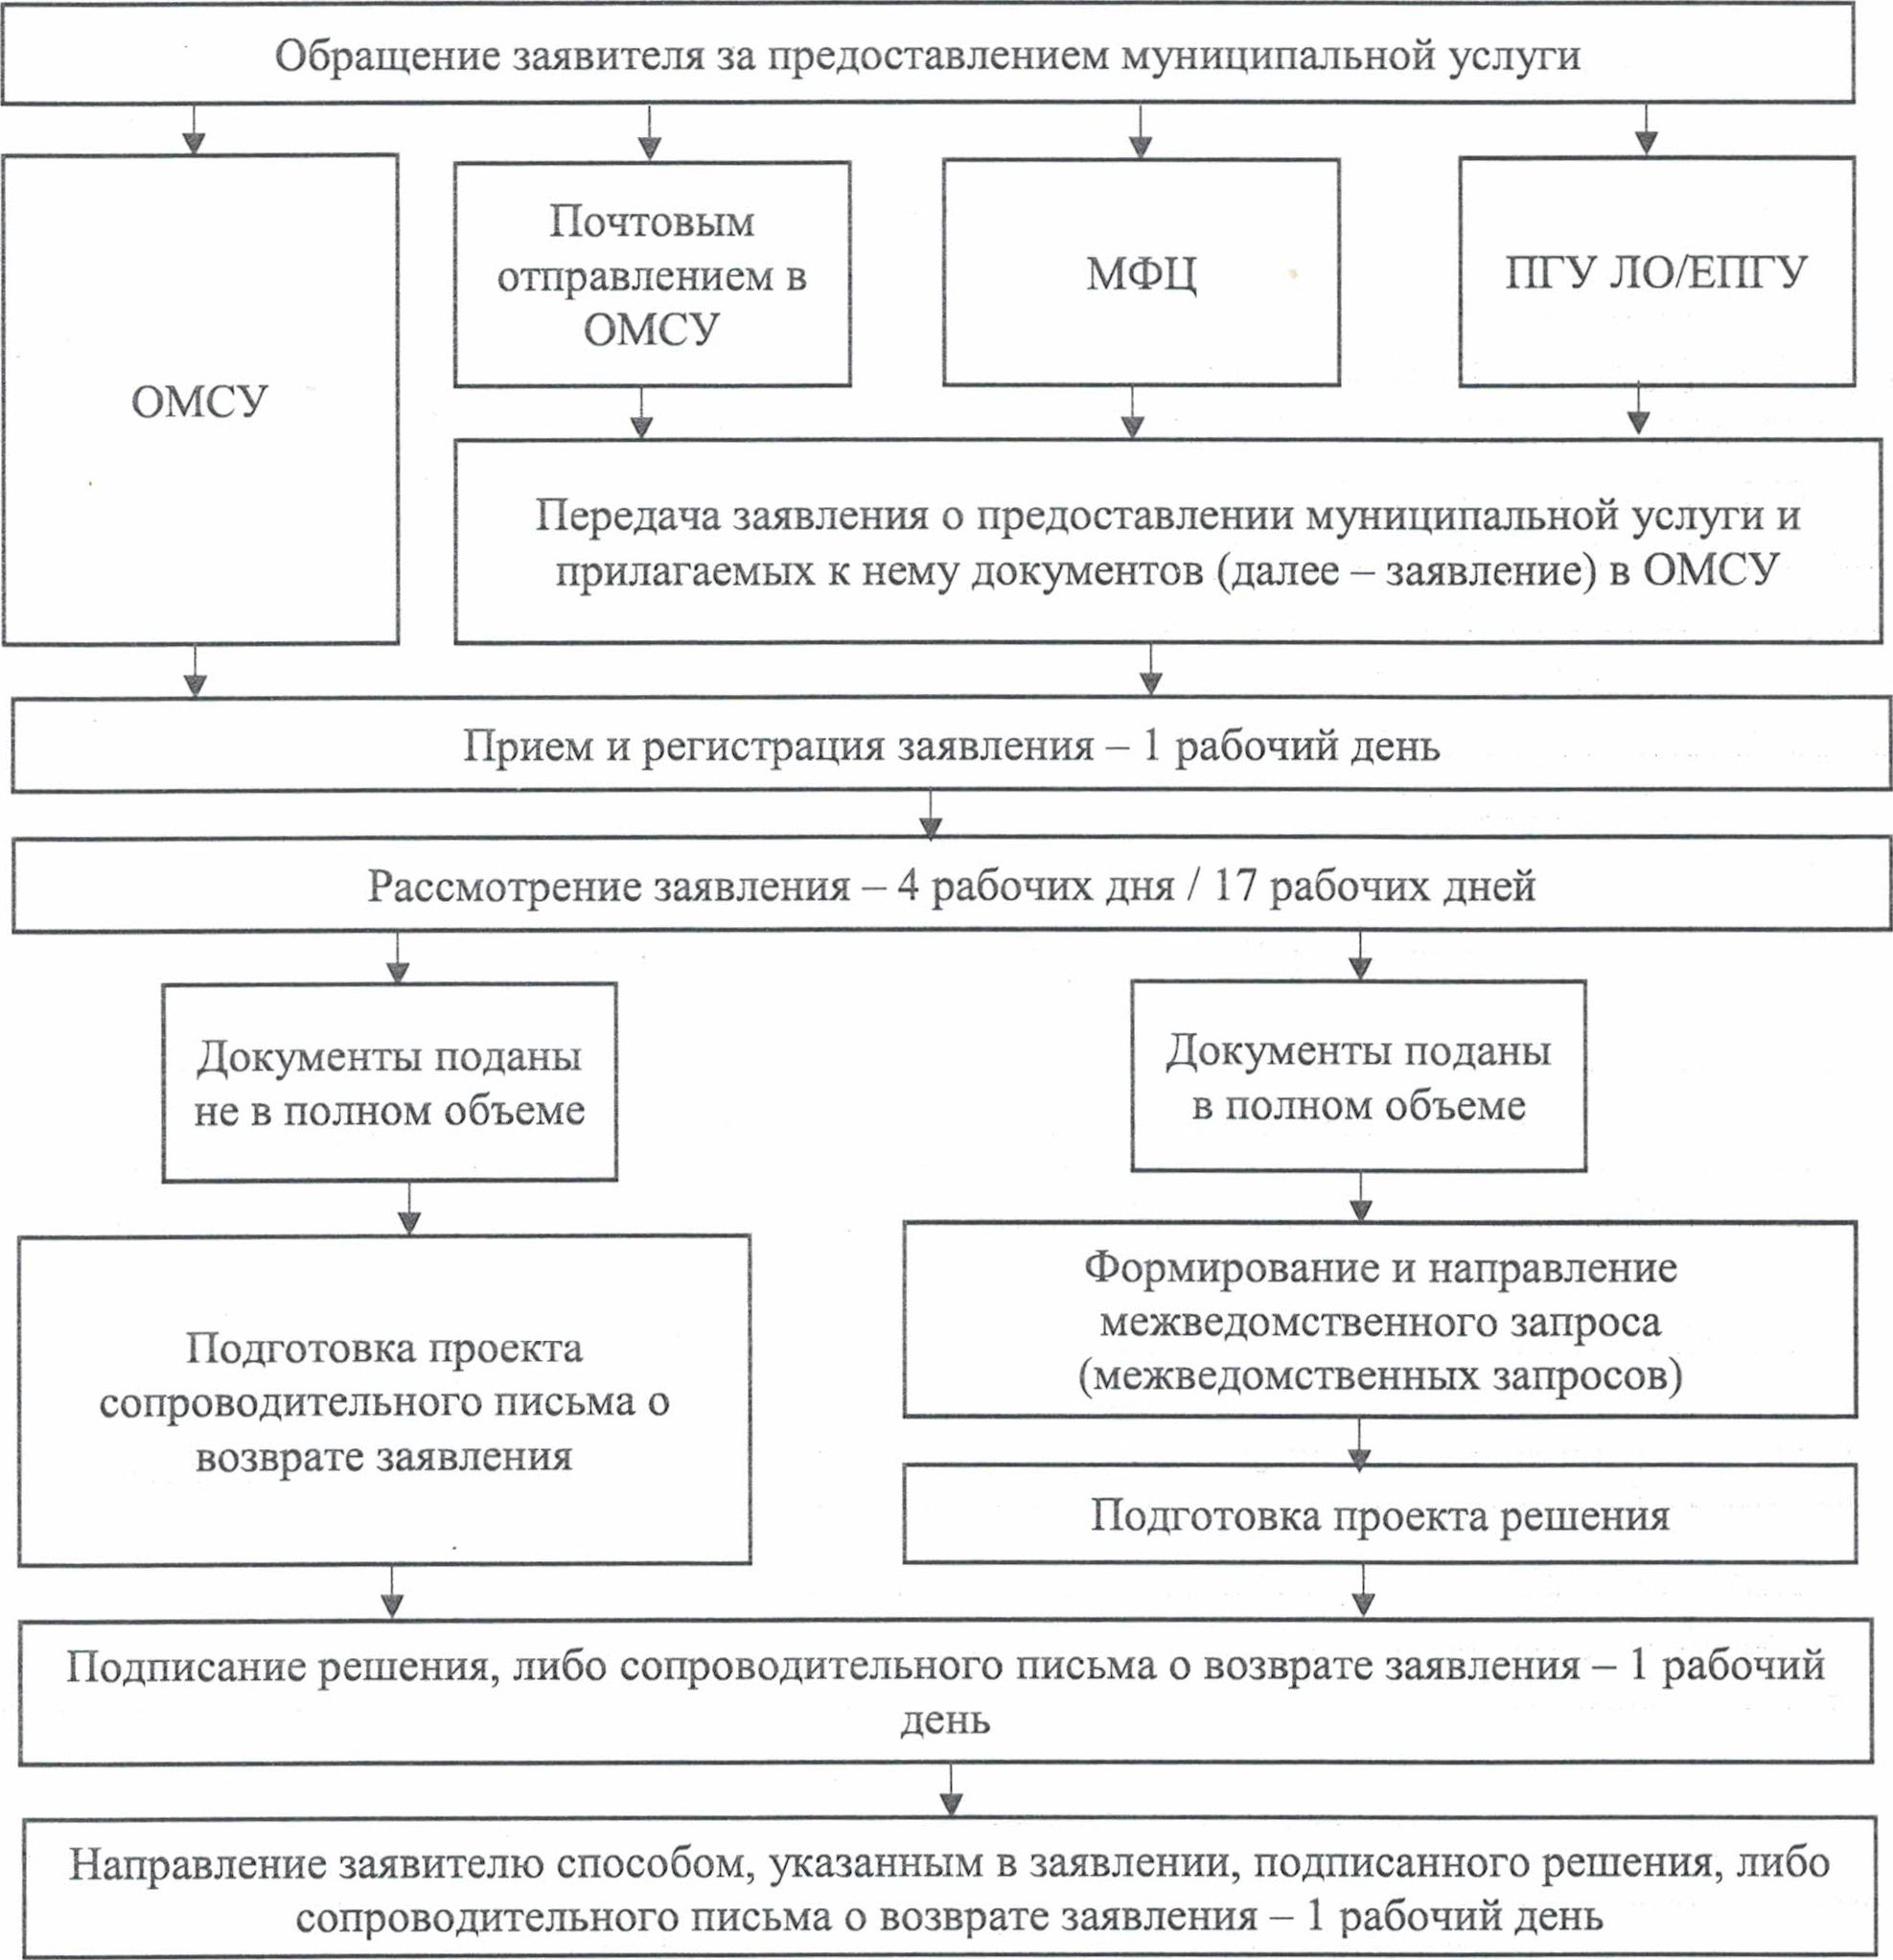 Обращение заявителя за предоставлением муниципальной услуги
ОМСУ
Почтовым
отправлением в
ОМСУ
МФЦ
ПГУ ЛО/ЕПГУ
Передача заявления о предоставлении муниципальной услуги и
прилагаемых к нему документов (далее – заявление) в ОМСУ
Прием и регистрация заявления – 1 рабочий день
Рассмотрение заявления – 4 рабочих дня / 17 рабочих дней
Документы поданы
не в полном объеме
Документы поданы
в полном объеме
Подготовка проекта
сопроводительного письма о
возврате заявления
Формирование и направление
межведомственного запроса
(межведомственных запросов)
Подготовка проекта решения
Подписание решения, либо сопроводительного письма о возврате заявления – 1 рабочий
день
Направление заявителю способом, указанным в заявлении, подписанного решения, либо
сопроводительного письма о возврате заявления – 1 рабочий день